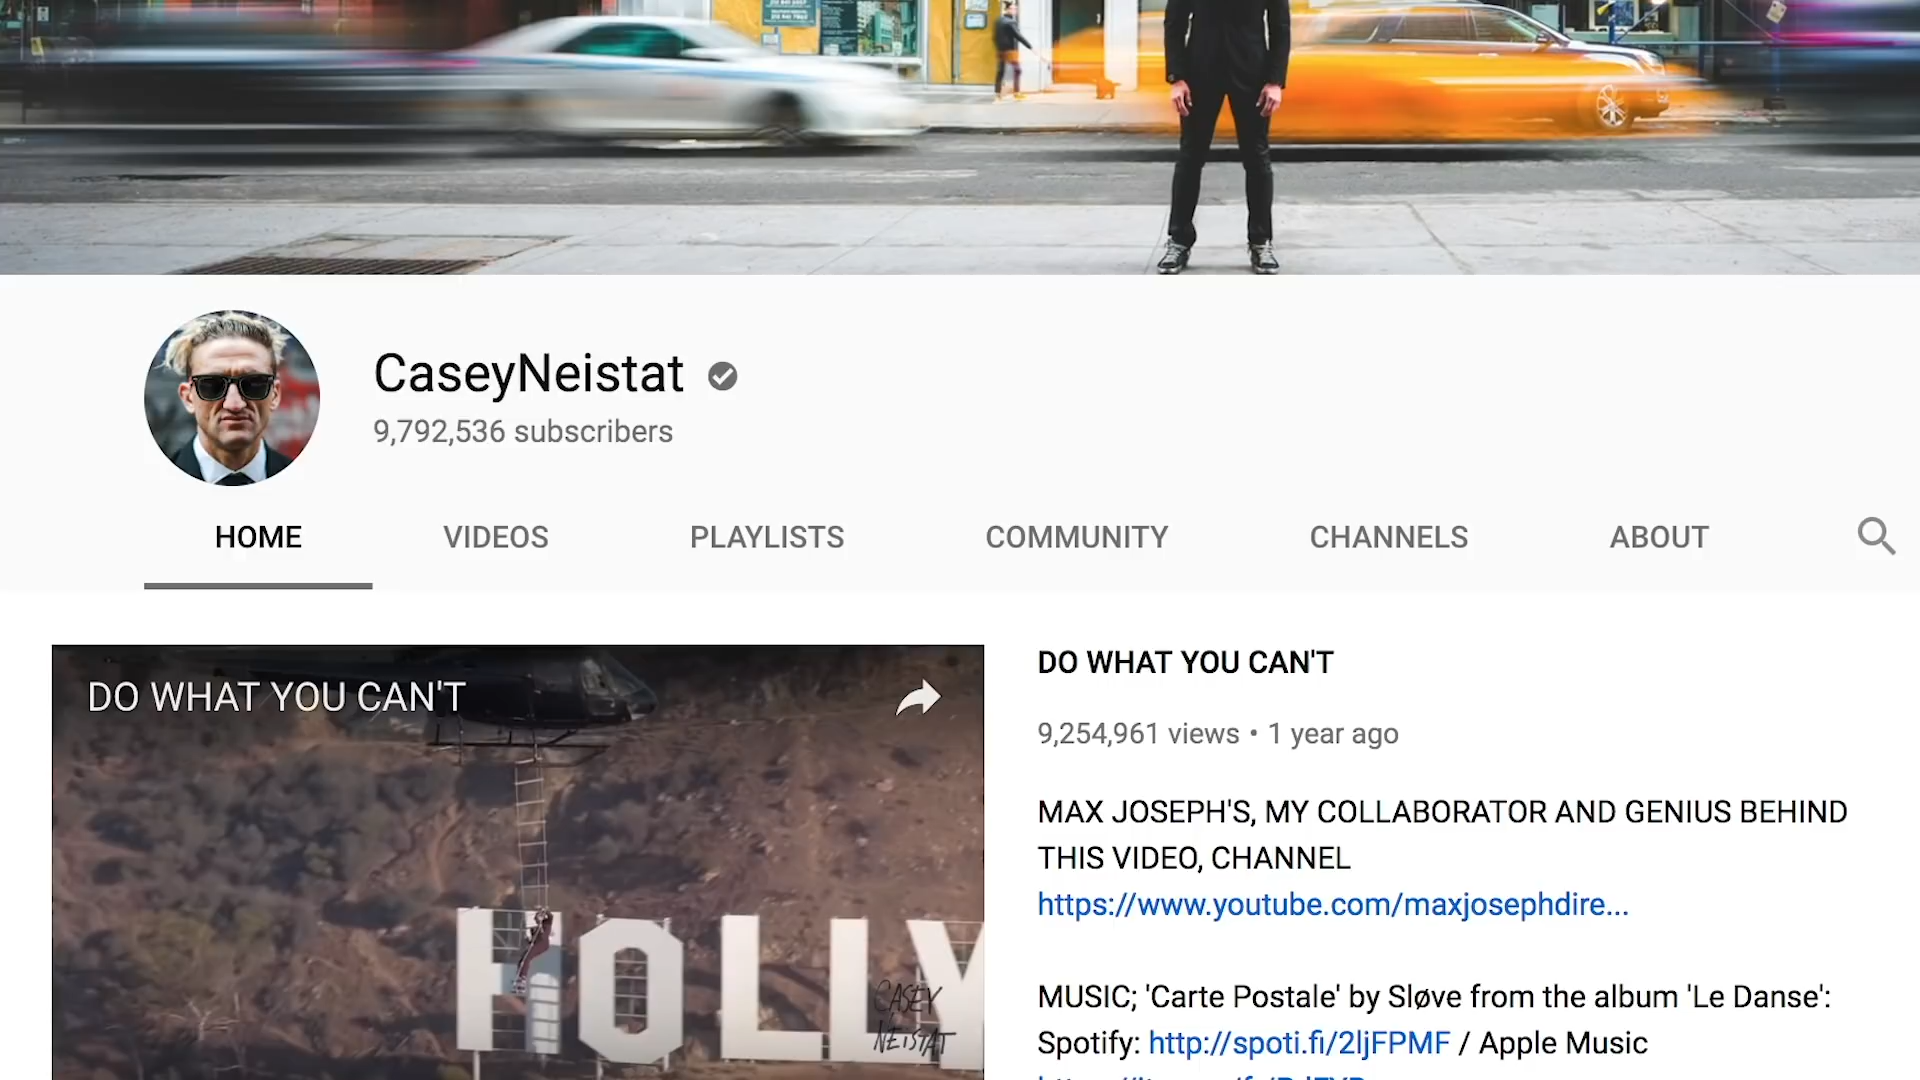 CaseyNeistat
9,792,536 subscribers
HOME VIDEOS PLAYLISTS COMMUNITY CHANNELS ABOUT
DO WHAT YOU CAN'T
HOLLY
CASEY
NEISTAT
DO WHAT YOU CAN'T
9,254,961 views • 1 year ago
MAX JOSEPH'S, MY COLLABORATOR AND GENIUS BEHIND
THIS VIDEO, CHANNEL
https://www.youtube.com/maxjosephdire...
MUSIC; 'Carte Postale' by Sløve from the album 'Le Danse':
Spotify: http://spoti.fi/2ljFPMF / Apple Music